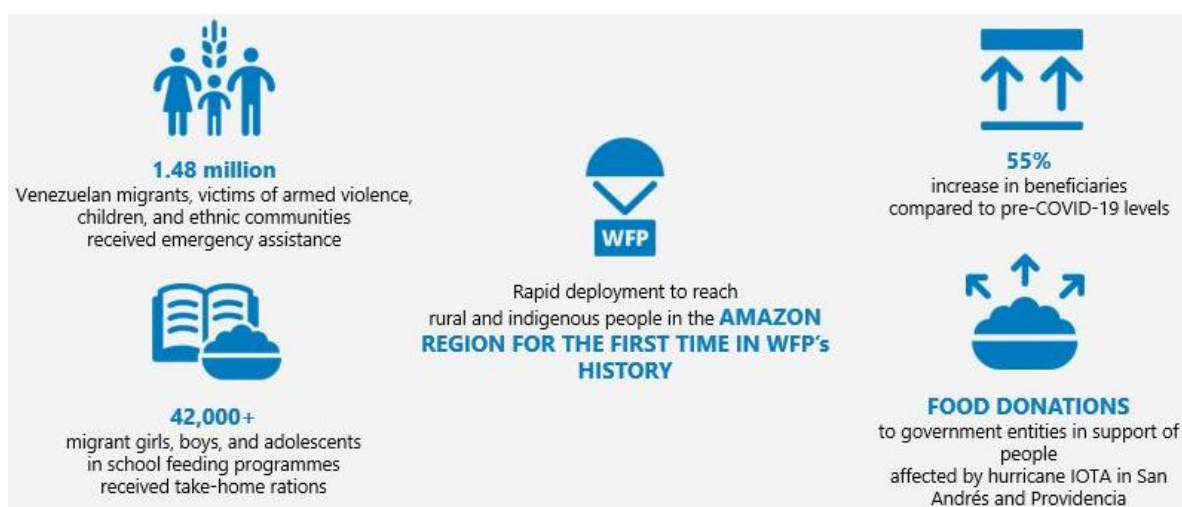 1.48 million
Venezuelan migrants, victims of armed violence,
children, and ethnic communities
received emergency assistance
42,000+
migrant girls, boys, and adolescents
in school feeding programmes
received take-home rations
WFP
Rapid deployment to reach
rural and indigenous people in the AMAZON
REGION FOR THE FIRST TIME IN WFP's
HISTORY
55%
increase in beneficiaries
compared to pre-COVID-19 levels
FOOD DONATIONS
to government entities in support of
people
affected by hurricane IOTA in San
Andrés and Providencia